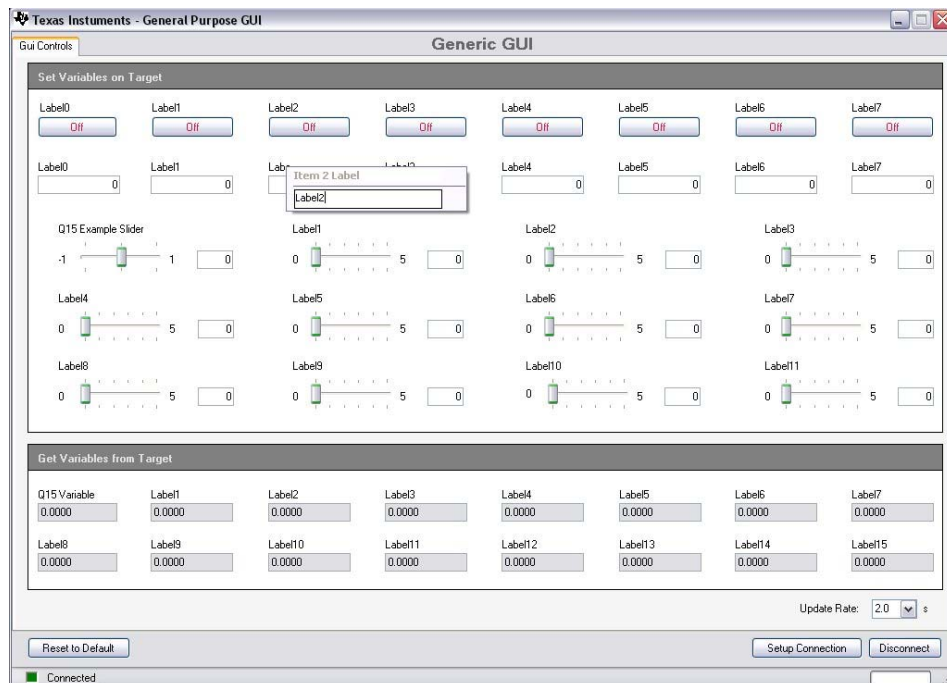 Texas Instuments - General Purpose GUI
Gui Controls
Generic GUI
Set Variables on Target
Label0 Label1 Label2 Label3 Label4 Label5 Label6 Label7
Off Off Off Off Off Off Off Off
Label0 Label1 Label4 Label5 Label6 Label7
Item 2 Label
0 0 0 0 0 0
Label2
Q15 Example Slider Label1 Label2 Label3
-1 1 0 0 5 0 0 5 0 0 5 0
Label4 Label5 Label6 Label7
0 5 0 0 5 0 0 5 0 0 5 0
Label8 Label9 Label10 Label11
0 5 0 0 5 0 0 5 0 0 5 0
Get Variables from Target
Q15 Variable Label1 Label2 Label3 Label4 Label5 Label6 Label7
0.0000 0.0000 0.0000 0.0000 0.0000 0.0000 0.0000 0.0000
Label8 Label9 Label10 Label11 Label12 Label13 Label14 Label15
0.0000 0.0000 0.0000 0.0000 0.0000 0.0000 0.0000 0.0000
Update Rate: 2.0 s
Reset to Default Setup Connection Disconnect
Connected